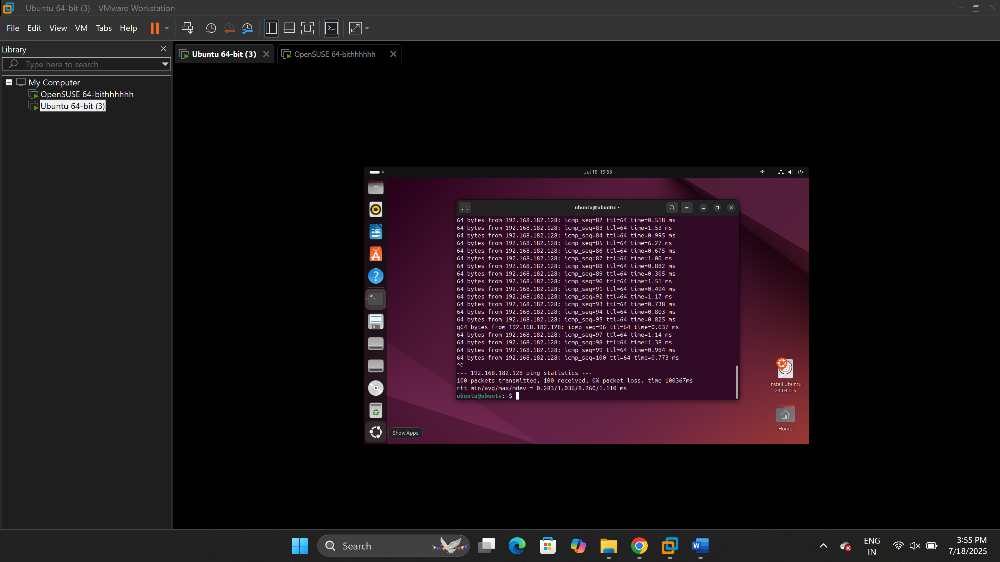 Ubuntu 64-bit (3) - VMware Workstation
File Edit View VM Tabs Help
Library
Type here to search
My Computer
OpenSUSE 64-bithhhhhh
Ubuntu 64-bit (3)
Ubuntu 64-bit (3)
OpenSUSE 64-bithhhhhh
Jul 18 19:55
ubuntu@ubuntu: ~
64 bytes from 192.168.182.128: icmp_seq=82 ttl=64 time=0.518 ms
64 bytes from 192.168.182.128: icmp_seq=83 ttl=64 time=1.53 ms
64 bytes from 192.168.182.128: icmp_seq=84 ttl=64 time=0.995 ms
64 bytes from 192.168.182.128: icmp_seq=85 ttl=64 time=6.27 ms
64 bytes from 192.168.182.128: icmp_seq=86 ttl=64 time=0.675 ms
64 bytes from 192.168.182.128: icmp_seq=87 ttl=64 time=1.00 ms
64 bytes from 192.168.182.128: icmp_seq=88 ttl=64 time=0.882 ms
64 bytes from 192.168.182.128: icmp_seq=89 ttl=64 time=0.305 ms
64 bytes from 192.168.182.128: icmp_seq=90 ttl=64 time=1.51 ms
64 bytes from 192.168.182.128: icmp_seq=91 ttl=64 time=0.494 ms
64 bytes from 192.168.182.128: icmp_seq=92 ttl=64 time=1.17 ms
64 bytes from 192.168.182.128: icmp_seq=93 ttl=64 time=0.738 ms
64 bytes from 192.168.182.128: icmp_seq=94 ttl=64 time=0.803 ms
64 bytes from 192.168.182.128: icmp_seq=95 ttl=64 time=0.825 ms
q64 bytes from 192.168.182.128: icmp_seq=96 ttl=64 time=0.637 ms
64 bytes from 192.168.182.128: icmp_seq=97 ttl=64 time=1.14 ms
64 bytes from 192.168.182.128: icmp_seq=98 ttl=64 time=1.38 ms
64 bytes from 192.168.182.128: icmp_seq=99 ttl=64 time=0.984 ms
64 bytes from 192.168.182.128: icmp_seq=100 ttl=64 time=0.773 ms
^C
--- 192.168.182.128 ping statistics ---
100 packets transmitted, 100 received, 0% packet loss, time 100367ms
rtt min/avg/max/mdev = 0.283/1.036/8.260/1.110 ms
ubuntu@ubuntu:~$
Install Ubuntu
24.04 LTS
Home
Show Apps
Search
ENG
IN
3:55 PM
7/18/2025